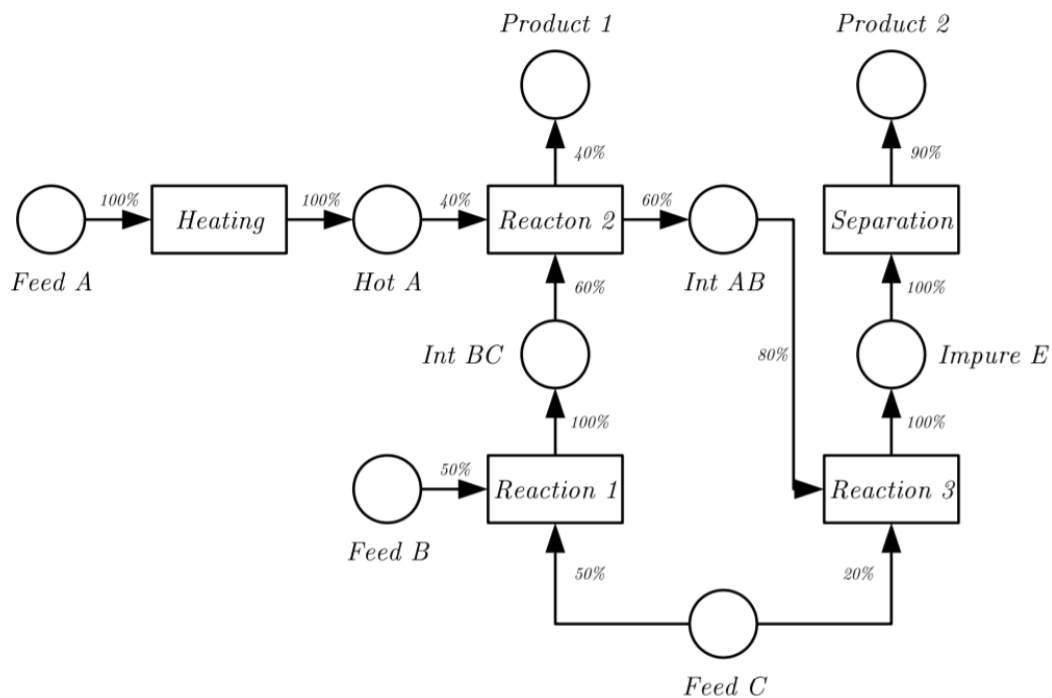 Product 1
Product 2
40%
90%
100%
100%
40%
60%
Heating
Reacton 2
Separation
Feed A
Hot A
Int AB
60%
100%
Int BC
80%
Impure E
100%
100%
50%
Reaction 1
Reaction 3
Feed B
50%
20%
Feed C